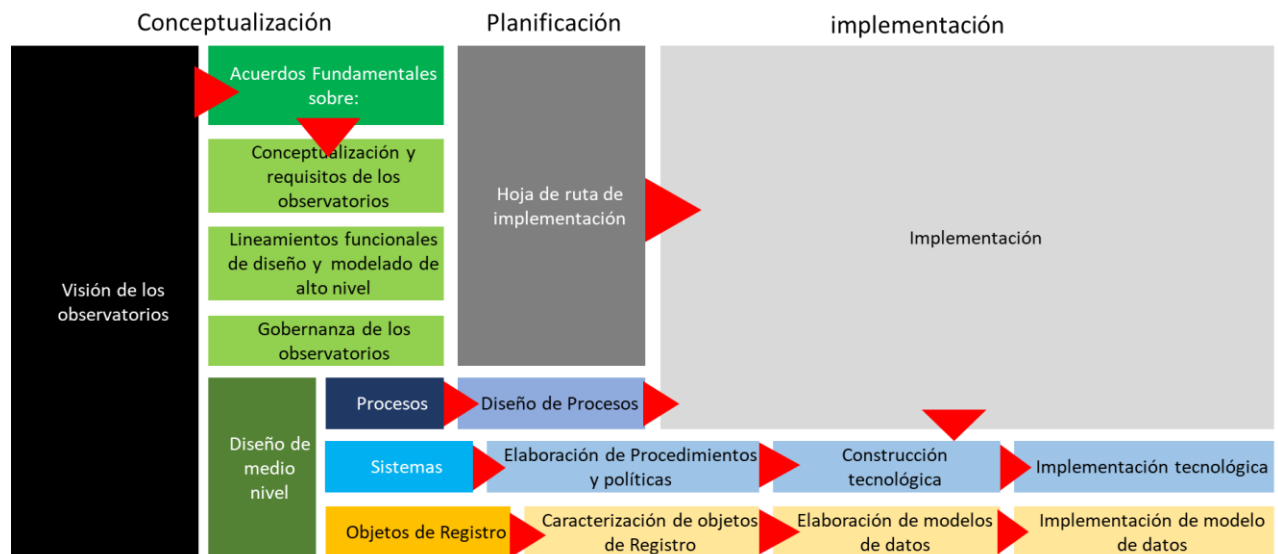 Conceptualización
Planificación
implementación
Visión de los
observatorios
Acuerdos Fundamentales
sobre:
Conceptualización y
requisitos de los
observatorios
Lineamientos funcionales
de diseño y modelado de
alto nivel
Gobernanza de los
observatorios
Hoja de ruta de
implementación
Implementación
Diseño de
medio
nivel
Procesos
Diseño de Procesos
Sistemas
Elaboración de Procedimientos
y políticas
Construcción
tecnológica
Implementación tecnológica
Objetos de Registro
Caracterización de objetos
de Registro
Elaboración de modelos
de datos
Implementación de modelo
de datos